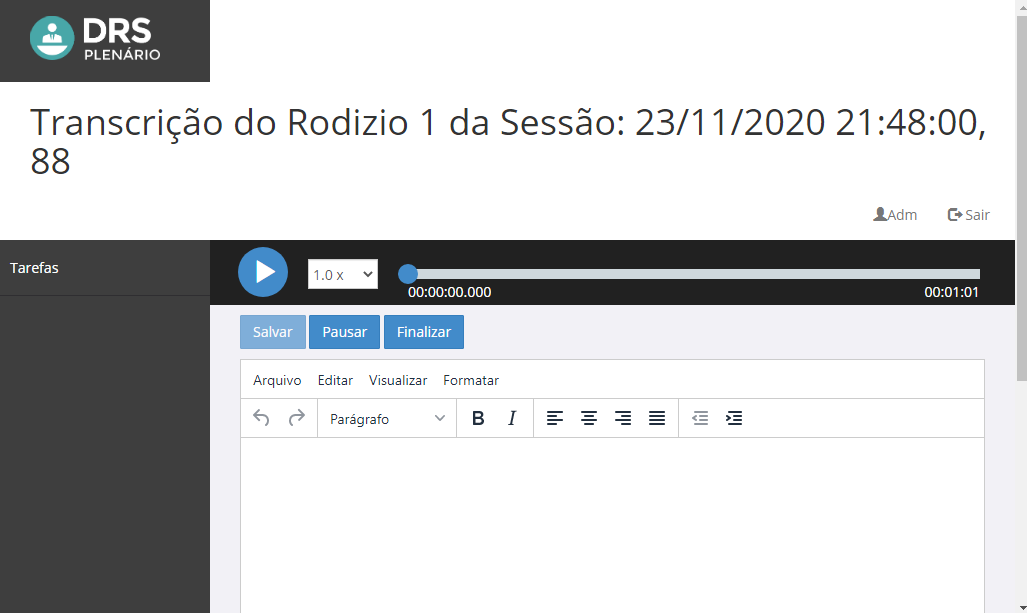 DRS
PLENÁRIO
Transcrição do Rodizio 1 da Sessão: 23/11/2020 21:48:00,
88
Adm Sair
Tarefas
1.0 x
00:00:00.000 00:01:01
Salvar Pausar Finalizar
Arquivo Editar Visualizar Formatar
Parágrafo B I